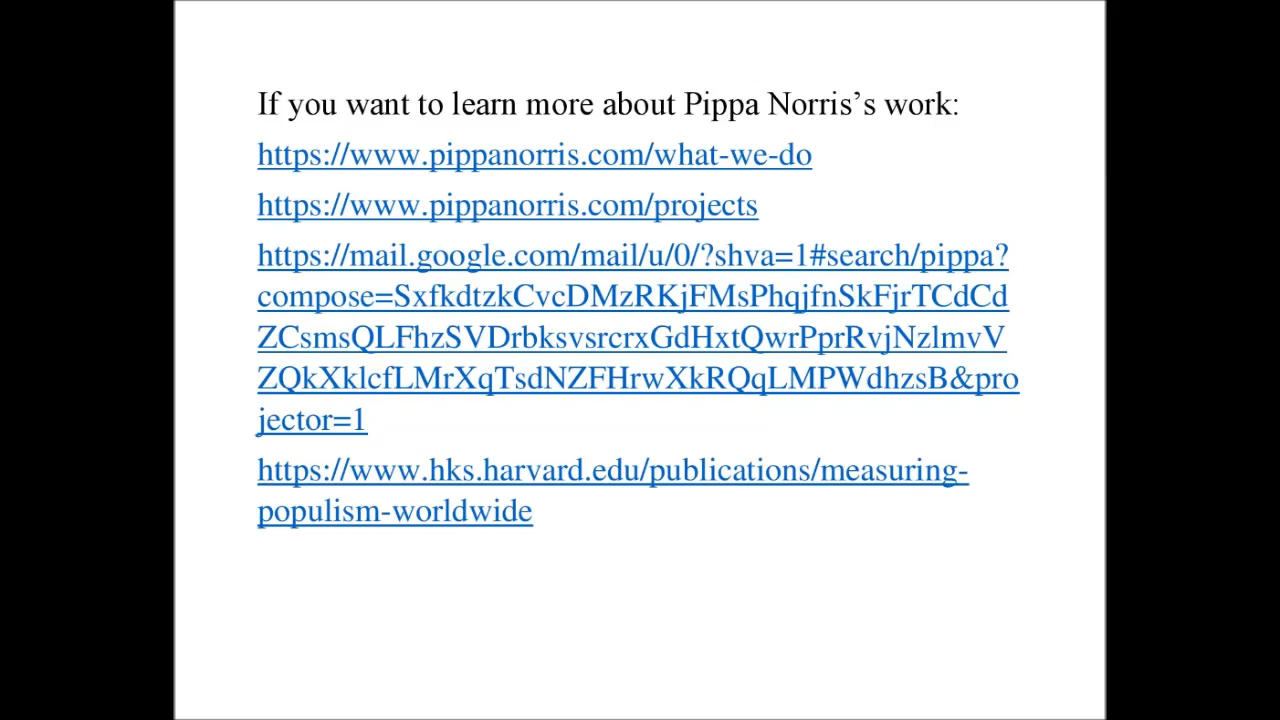 If you want to learn more about Pippa Norris’s work:
https://www.pippanorris.com/what-we-do
https://www.pippanorris.com/projects
https://mail.google.com/mail/u/0/?shva=1#search/pippa?
compose=SxfkdtzkCvcDMzRKjFMsPhqjfnSkFjrTCdCd
ZCsmsQLFhzSVDrbksvsrcrxGdHxtQwrPprRvjNzlmvV
ZQkXklcfLMrXqTsdNZFHrwXkRQqLMPWdhzsB&pro
jector=1
https://www.hks.harvard.edu/publications/measuring-
populism-worldwide